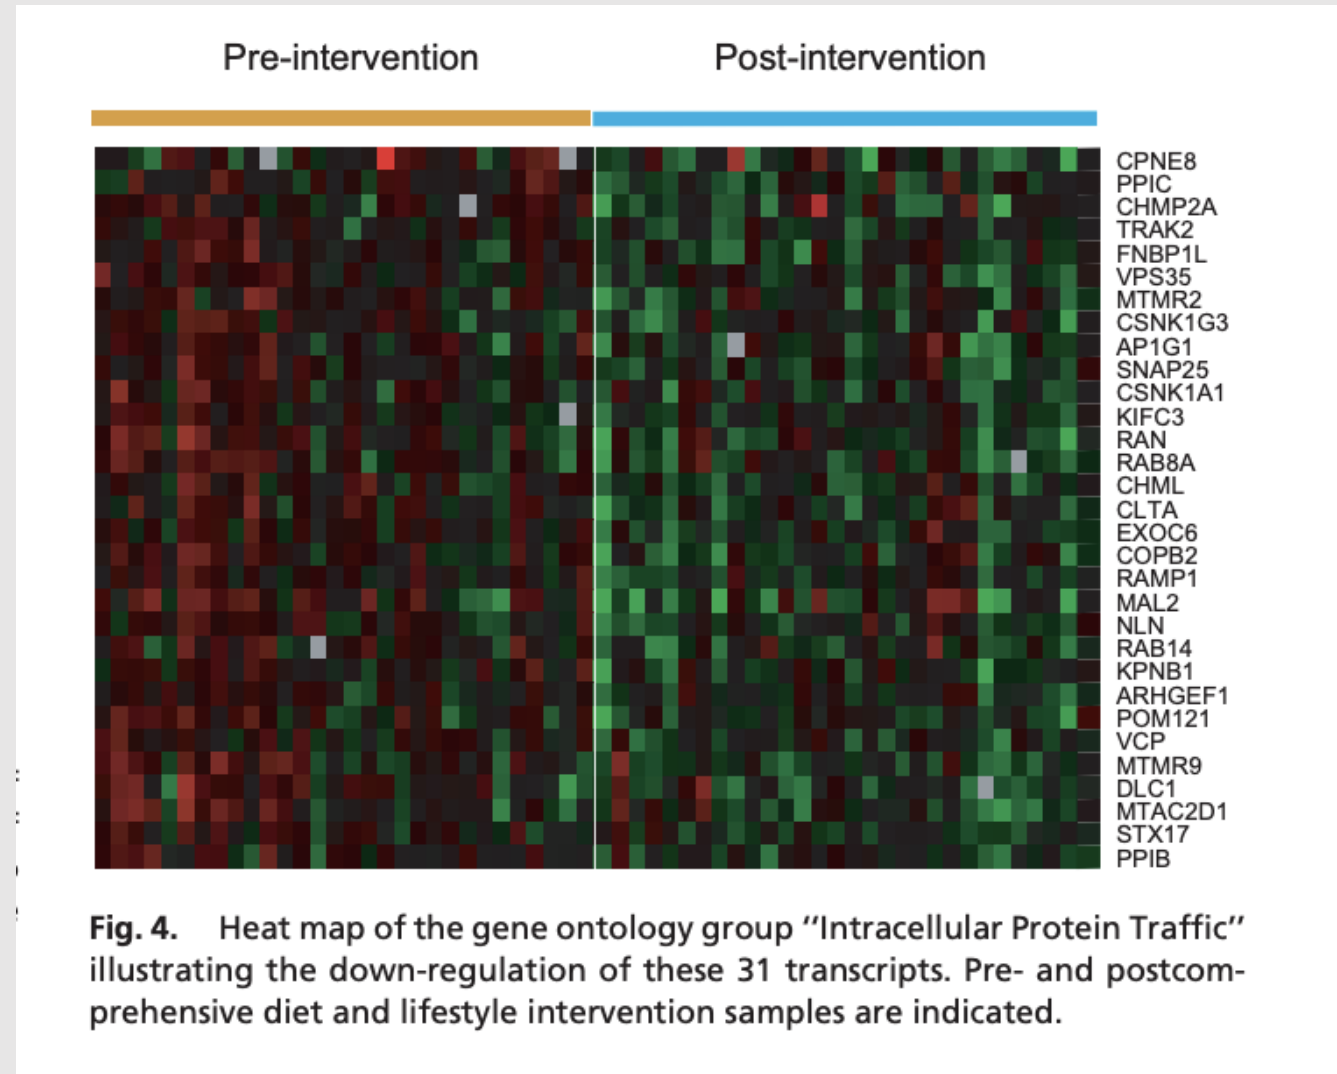 Pre-intervention Post-intervention
CPNE8
PPIC
CHMP2A
TRAK2
FNBP1L
VPS35
MTMR2
CSNK1G3
AP1G1
SNAP25
CSNK1A1
KIFC3
RAN
RAB8A
CHML
CLTA
EXOC6
COPB2
RAMP1
MAL2
NLN
RAB14
KPNB1
ARHGEF1
POM121
VCP
MTMR9
DLC1
MTAC2D1
STX17
PPIB
Fig. 4. Heat map of the gene ontology group ‘‘Intracellular Protein Traffic’’
illustrating the down-regulation of these 31 transcripts. Pre- and postcom-
prehensive diet and lifestyle intervention samples are indicated.